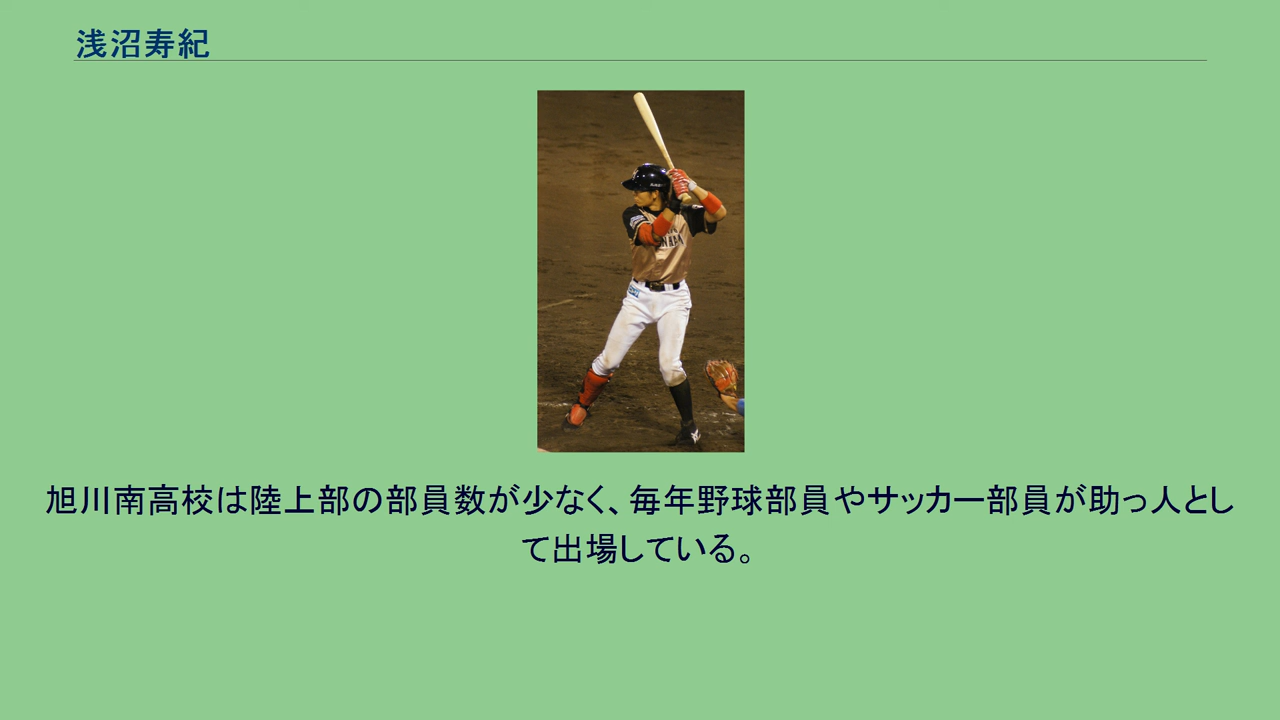 浅沼寿紀
旭川南高校は陸上部の部員数が少なく、毎年野球部員やサッカー部員が助っ人とし
て出場している。